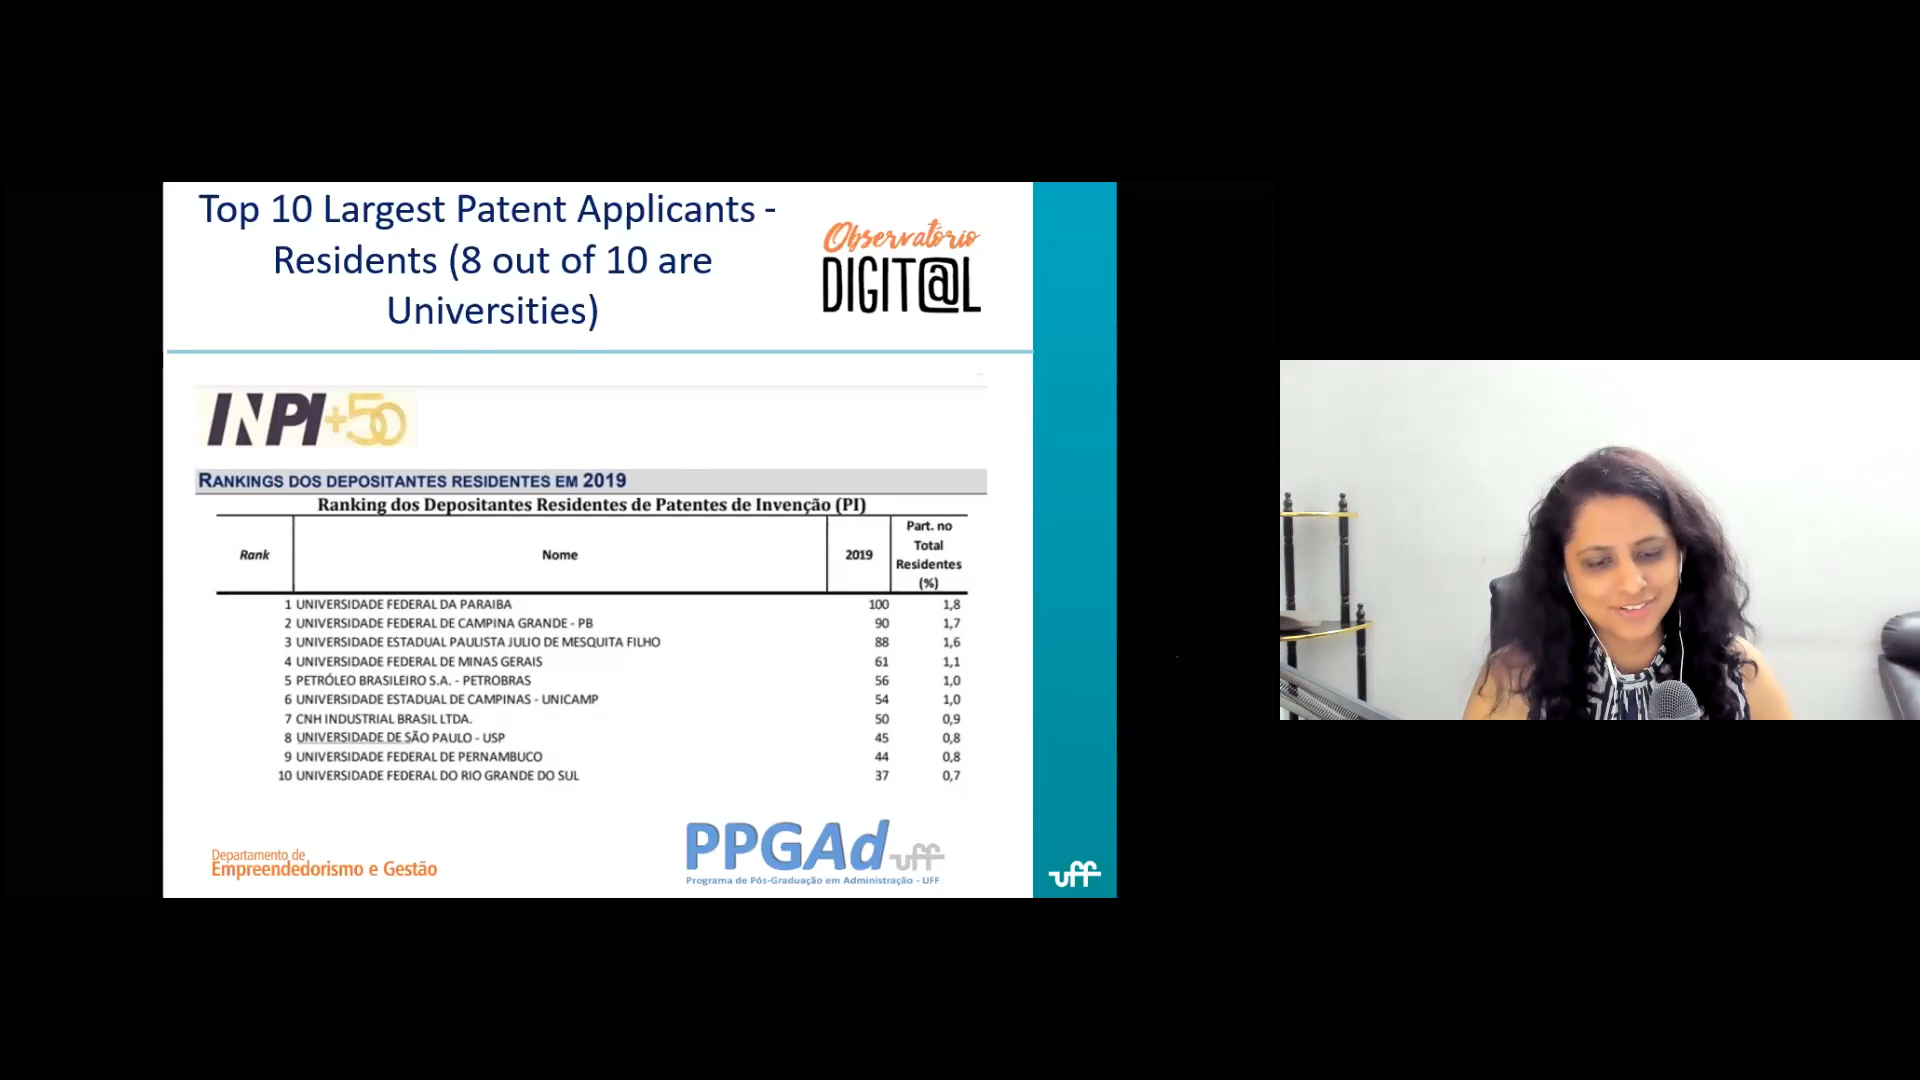 Top 10 Largest Patent Applicants -
Residents (8 out of 10 are
Universities)
Observatório
DIGIT@L
INPI+50
RANKINGS DOS DEPOSITANTES RESIDENTES EM 2019
Ranking dos Depositantes Residentes de Patentes de Invenção (PI)
Rank Nome 2019 Part. no
Total
Residentes
(%)
1 UNIVERSIDADE FEDERAL DA PARAIBA 100 1,8
2 UNIVERSIDADE FEDERAL DE CAMPINA GRANDE - PB 90 1,7
3 UNIVERSIDADE ESTADUAL PAULISTA JULIO DE MESQUITA FILHO 88 1,6
4 UNIVERSIDADE FEDERAL DE MINAS GERAIS 61 1,1
5 PETRÓLEO BRASILEIRO S.A. - PETROBRAS 56 1,0
6 UNIVERSIDADE ESTADUAL DE CAMPINAS - UNICAMP 54 1,0
7 CNH INDUSTRIAL BRASIL LTDA. 50 0,9
8 UNIVERSIDADE DE SÃO PAULO - USP 45 0,8
9 UNIVERSIDADE FEDERAL DE PERNAMBUCO 44 0,8
10 UNIVERSIDADE FEDERAL DO RIO GRANDE DO SUL 37 0,7
Departamento de
Empreendedorismo e Gestão
PPGAd uff
Programa de Pós-Graduação em Administração - UFF
uff